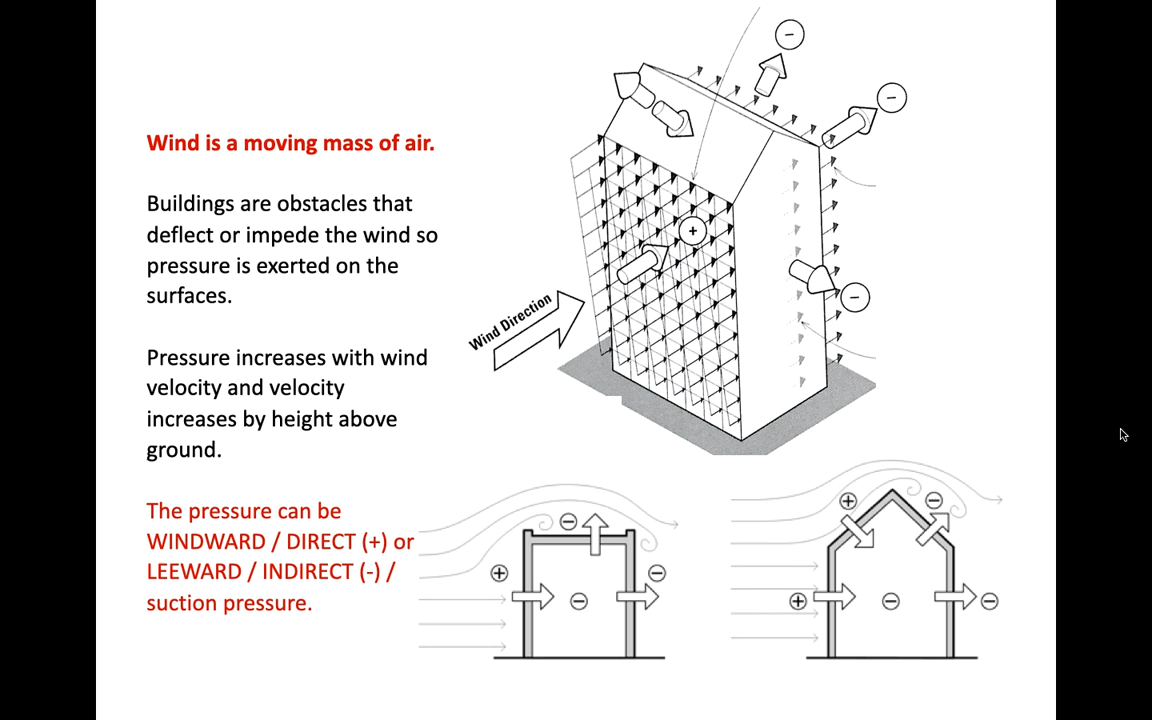 Wind is a moving mass of air.
Buildings are obstacles that
deflect or impede the wind so
pressure is exerted on the
surfaces.
Pressure increases with wind
velocity and velocity
increases by height above
ground.
The pressure can be
WINDWARD / DIRECT (+) or
LEEWARD / INDIRECT (-) /
suction pressure.
Wind Direction
−
−
+
−
−
+
−
−
+
−
+
−
−